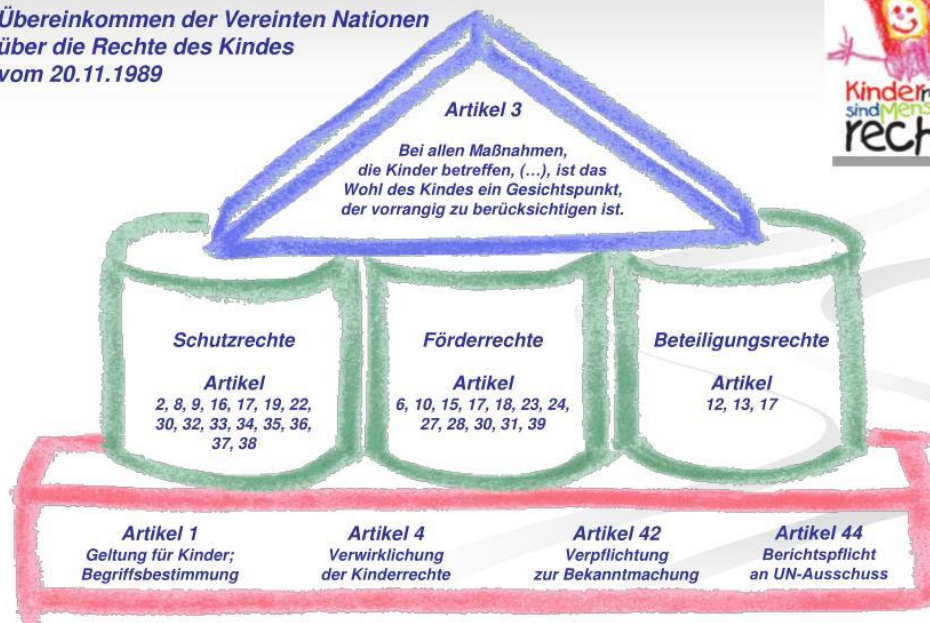 Übereinkommen der Vereinten Nationen
über die Rechte des Kindes
vom 20.11.1989
sind
Artikel 3
Bei allen Maßnahmen,
die Kinder betreffen, (...), ist das
Wohl des Kindes ein Gesichtspunkt,
der vorrangig zu berücksichtigen ist.
Schutzrechte
Artikel
2, 8, 9, 16, 17, 19, 22,
30, 32, 33, 34, 35, 36,
37, 38
Förderrechte
Artikel
6, 10, 15, 17, 18, 23, 24,
27, 28, 30, 31, 39
Beteiligungsrechte
Artikel
12, 13, 17
Artikel 1
Geltung für Kinder;
Begriffsbestimmung
Artikel 4
Verwirklichung
der Kinderrechte
Artikel 42
Verpflichtung
zur Bekanntmachung
Artikel 44
Berichtspflicht
an UN-Ausschuss